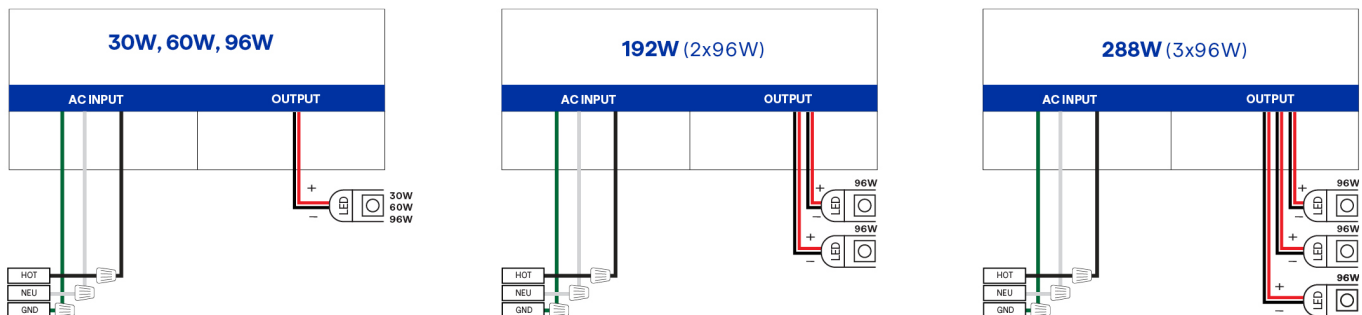 30W, 60W, 96W
AC INPUT
OUTPUT
+
–
LED
30W
60W
96W
HOT
NEU
GND
192W (2x96W)
AC INPUT
OUTPUT
96W
+
–
LED
96W
+
–
LED
HOT
NEU
GND
288W (3x96W)
AC INPUT
OUTPUT
96W
+
–
LED
96W
+
–
LED
96W
+
–
LED
HOT
NEU
GND